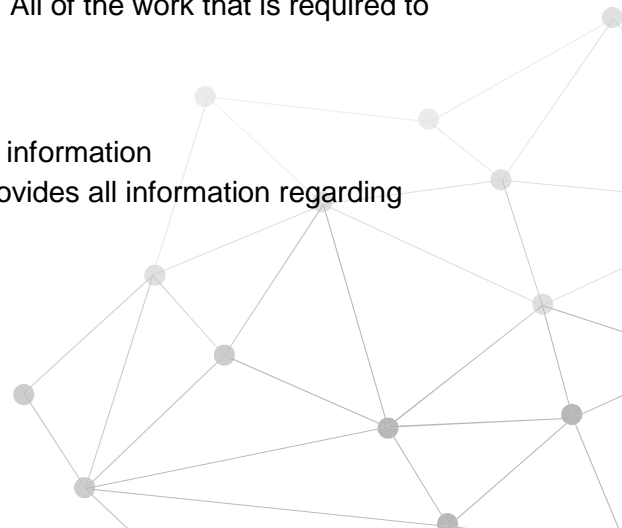 All of the work that is required to
information
ovides all information regarding